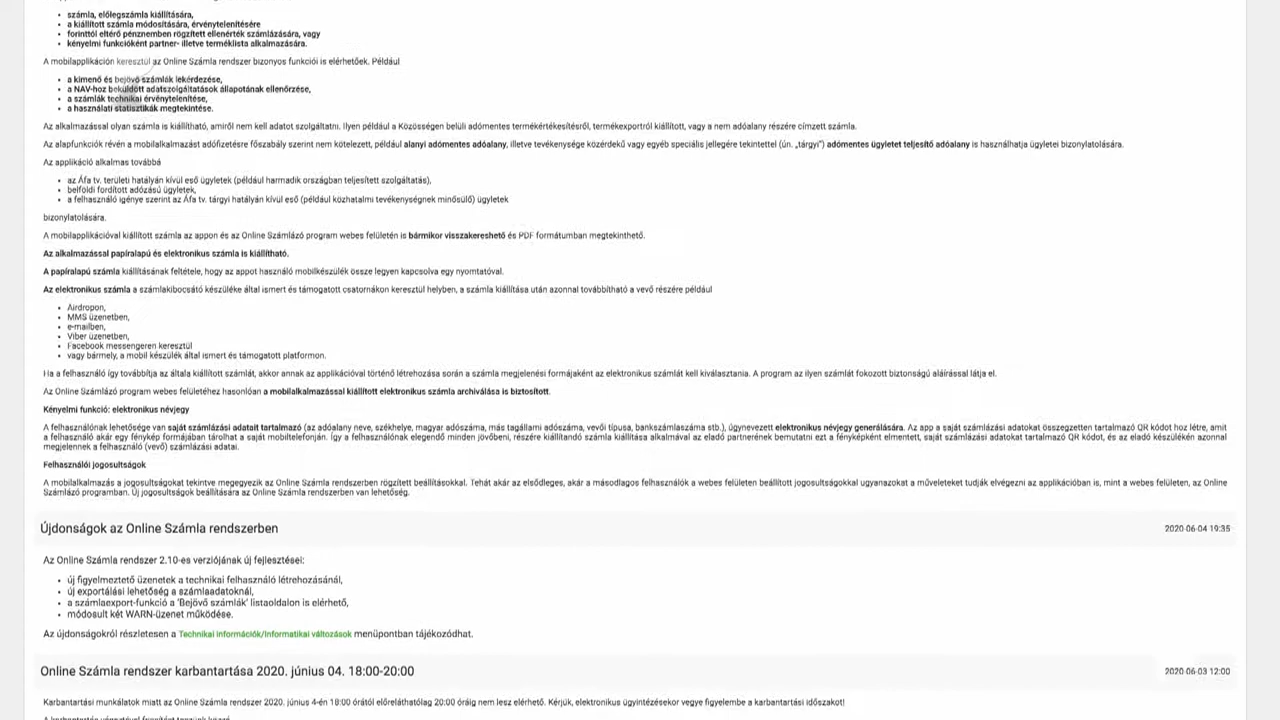 számla, előlegszámla kiállítására,
a kiállított számla módosítására, érvénytelenítésére
forinttól eltérő pénznemben rögzített ellenérték számlázására, vagy
kényelmi funkcióként partner- illetve terméklista alkalmazására.
A mobilapplikáción keresztül az Online Számla rendszer bizonyos funkciói is elérhetőek. Például
a kimenő és bejövő számlák lekérdezése,
a NAV-hoz beküldött adatszolgáltatások állapotának ellenőrzése,
a számlák technikai érvénytelenítése,
a használati statisztikák megtekintése.
Az alkalmazással olyan számla is kiállítható, amiről nem kell adatot szolgáltatni. Ilyen például a Közösségen belüli adómentes termékértékesítésről, termékexportról kiállított, vagy a nem adóalany részére címzett számla.
Az alapfunkciók révén a mobilalkalmazást adófizetésre főszabály szerint nem kötelezett, például alanyi adómentes adóalany, illetve tevékenysége közérdekű vagy egyéb speciális jellegére tekintettel (ún. „tárgyi") adómentes ügyletet teljesítő adóalany is használhatja ügyletei bizonylatolására.
Az applikáció alkalmas továbbá
az Áfa tv. területi hatályán kívül eső ügyletek (például harmadik országban teljesített szolgáltatás),
belföldi fordított adózású ügyletek,
a felhasználó igénye szerint az Áfa tv. tárgyi hatályán kívül eső (például közhatalmi tevékenységnek minősülő) ügyletek
bizonylatolására.
A mobilapplikációval kiállított számla az appon és az Online Számlázó program webes felületén is bármikor visszakereshető és PDF formátumban megtekinthető.
Az alkalmazással papíralapú és elektronikus számla is kiállítható.
A papíralapú számla kiállításának feltétele, hogy az appot használó mobilkészülék össze legyen kapcsolva egy nyomtatóval.
Az elektronikus számla a számlakibocsátó készüléke által ismert és támogatott csatornákon keresztül helyben, a számla kiállítása után azonnal továbbítható a vevő részére például
Airdropon,
MMS üzenetben,
e-mailben,
Viber üzenetben,
Facebook messengeren keresztül
vagy bármely, a mobil készülék által ismert és támogatott platformon.
Ha a felhasználó így továbbítja az általa kiállított számlát, akkor annak az applikációval történő létrehozása során a számla megjelenési formájaként az elektronikus számlát kell kiválasztania. A program az ilyen számlát fokozott biztonságú aláírással látja el.
Az Online Számlázó program webes felületéhez hasonlóan a mobilalkalmazással kiállított elektronikus számla archiválása is biztosított.
Kényelmi funkció: elektronikus névjegy
A felhasználónak lehetősége van saját számlázási adatait tartalmazó (az adóalany neve, székhelye, magyar adószáma, más tagállami adószáma, vevői típusa, bankszámlaszáma stb.), úgynevezett elektronikus névjegy generálására. Az app a saját számlázási adatokat összegzetten tartalmazó QR kódot hoz létre, amit
a felhasználó akár egy fénykép formájában tárolhat a saját mobiltelefonján. Így a felhasználónak elegendő minden jövőbeni, részére kiállítandó számla kiállítása alkalmával az eladó partnerének bemutatni ezt a fényképként elmentett, saját számlázási adatokat tartalmazó QR kódot, és az eladó készülékén azonnal
megjelennek a felhasználó (vevő) számlázási adatai.
Felhasználói jogosultságok
A mobilalkalmazás a jogosultságokat tekintve megegyezik az Online Számla rendszerben rögzített beállításokkal. Tehát akár az elsődleges, akár a másodlagos felhasználók a webes felületen beállított jogosultságokkal ugyanazokat a műveleteket tudják elvégezni az applikációban is, mint a webes felületen, az Online
Számlázó programban. Új jogosultságok beállítására az Online Számla rendszerben van lehetőség.
Újdonságok az Online Számla rendszerben 2020-06-04 19:35
Az Online Számla rendszer 2.10-es verziójának új fejlesztései:
új figyelmeztető üzenetek a technikai felhasználó létrehozásánál,
új exportálási lehetőség a számlaadatoknál,
a számlaexport-funkció a 'Bejövő számlák' listaoldalon is elérhető,
módosult két WARN-üzenet működése.
Az újdonságokról részletesen a Technikai információk/Informatikai változások menüpontban tájékozódhat.
Online Számla rendszer karbantartása 2020. június 04. 18:00-20:00 2020-06-03 12:00
Karbantartási munkálatok miatt az Online Számla rendszer 2020. június 4-én 18:00 órától előreláthatólag 20:00 óráig nem lesz elérhető. Kérjük, elektronikus ügyintézésekor vegye figyelembe a karbantartási időszakot!